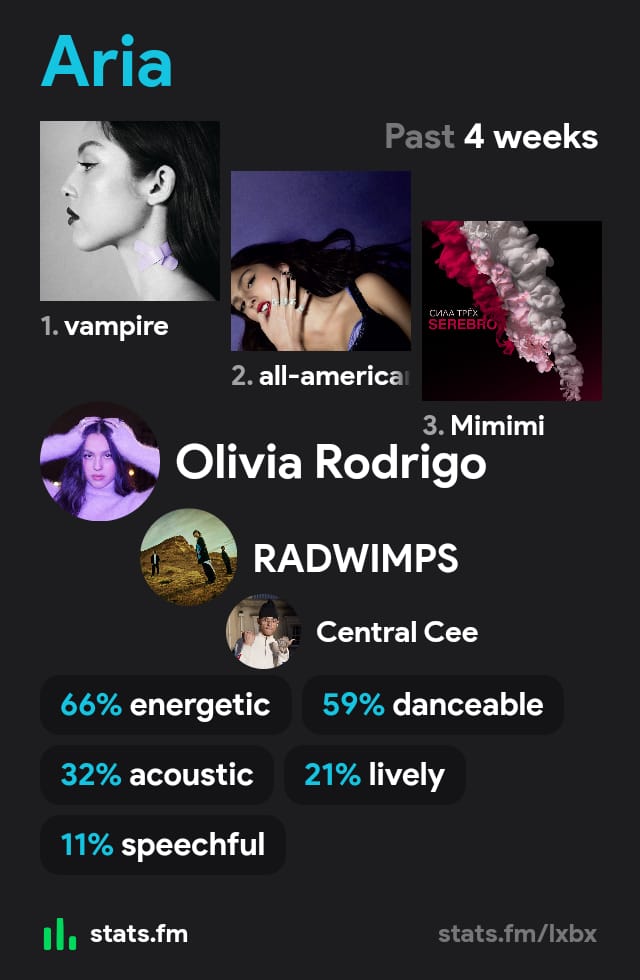 Aria
Past 4 weeks
1. vampire
2. all-america
СИЛА ТРЁХ
SEREBRO
3. Mimimi
Olivia Rodrigo
RADWIMPS
Central Cee
66% energetic
59% danceable
32% acoustic
21% lively
11% speechful
stats.fm
stats.fm/lxbx